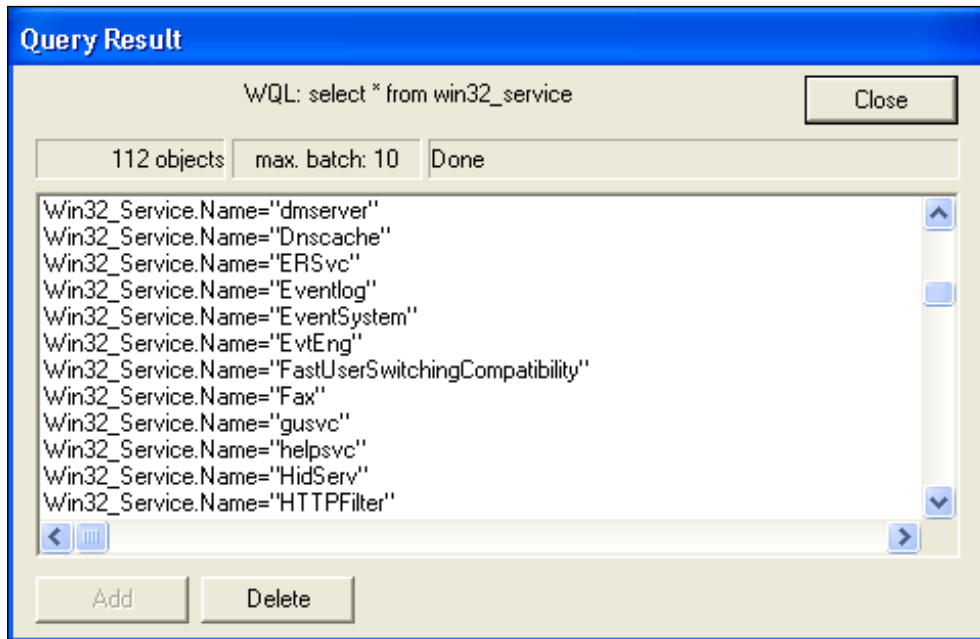 Query Result
WQL: select * from win32_service
Close
112 objects
max. batch: 10
Done
Win32_Service.Name="dmserver"
Win32_Service.Name="Dnscache"
Win32_Service.Name="ERSvc"
Win32_Service.Name="Eventlog"
Win32_Service.Name="EventSystem"
Win32_Service.Name="EvtEng"
Win32_Service.Name="FastUserSwitchingCompatibility"
Win32_Service.Name="Fax"
Win32_Service.Name="gusvc"
Win32_Service.Name="helpsvc"
Win32_Service.Name="HidServ"
Win32_Service.Name="HTTPFilter"
Add
Delete